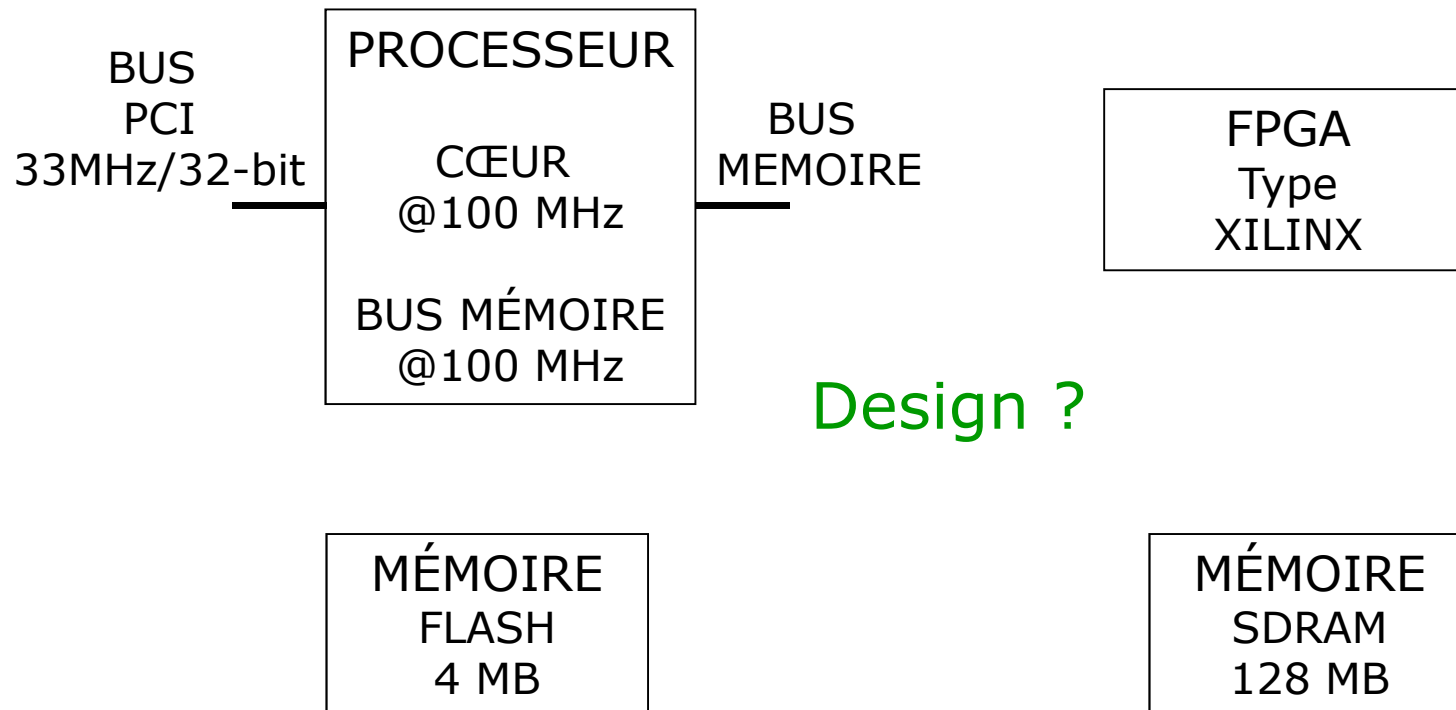 BUS
PCI
33MHz/32-bit
PROCESSEUR
CŒUR
@100 MHz
BUS MÉMOIRE
@100 MHz
BUS
MEMOIRE
FPGA
Type
XILINX
Design ?
MÉMOIRE
FLASH
4 MB
MÉMOIRE
SDRAM
128 MB